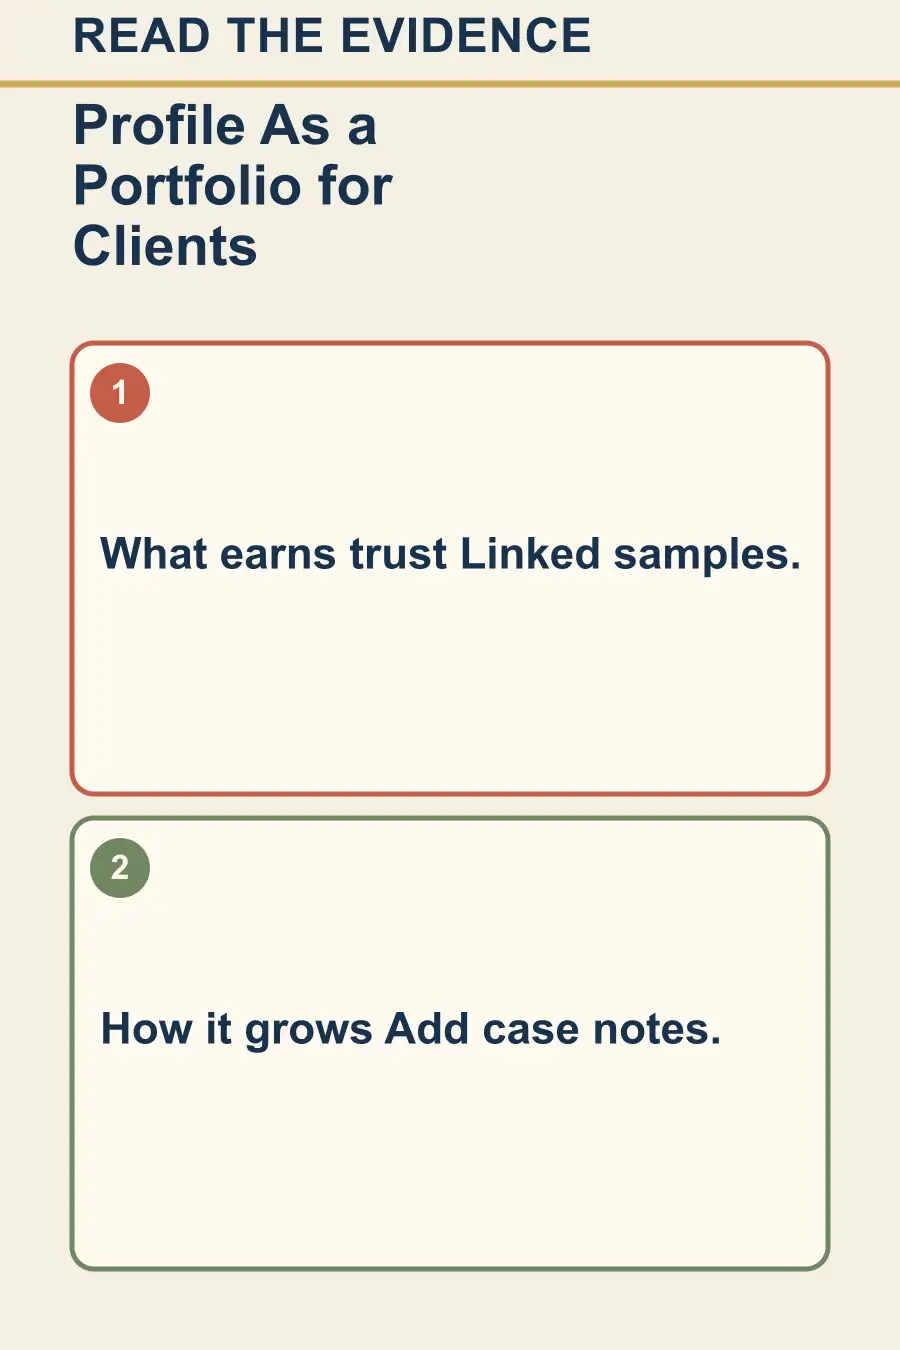 READ THE EVIDENCE
Profile As a
Portfolio for
Clients
1
What earns trust Linked samples.
2
How it grows Add case notes.